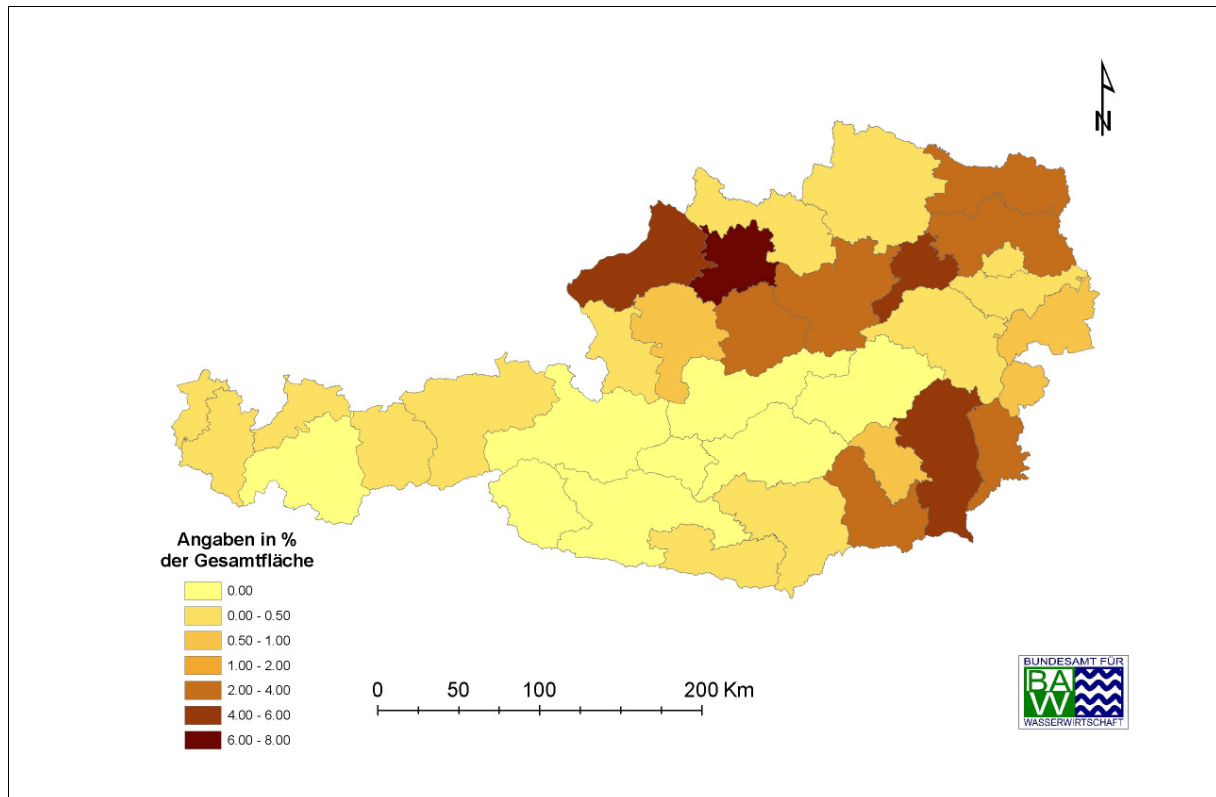 N
Angaben in %
der Gesamtfläche
0.00
0.00 - 0.50
0.50 - 1.00
1.00 - 2.00
2.00 - 4.00
4.00 - 6.00
6.00 - 8.00
0 50 100 200 Km
BUNDESAMT FÜR
BA
W
WASSERWIRTSCHAFT